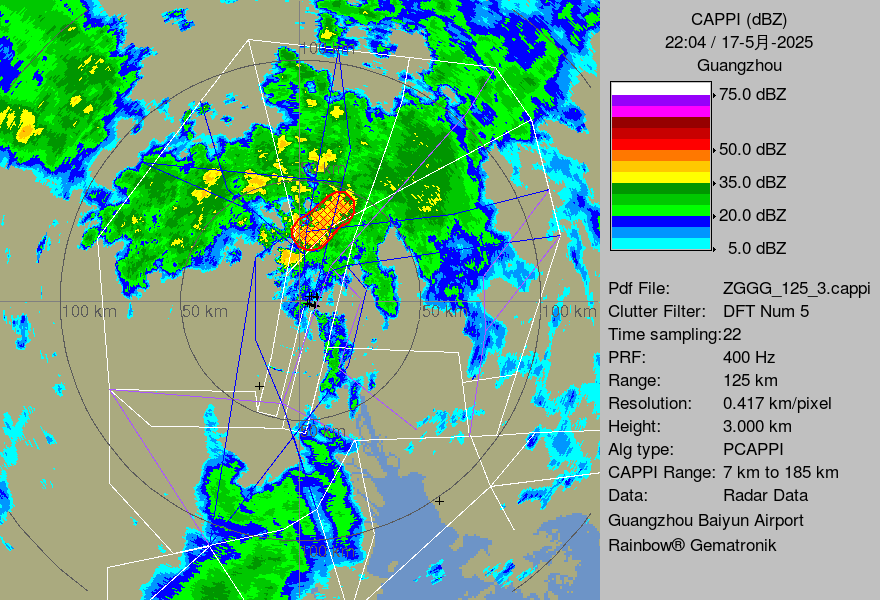 CAPPI (dBZ)
22:04 / 17-5月-2025
Guangzhou
75.0 dBZ
50.0 dBZ
35.0 dBZ
20.0 dBZ
5.0 dBZ
Pdf File: ZGGG_125_3.cappi
Clutter Filter: DFT Num 5
Time sampling:22
PRF: 400 Hz
Range: 125 km
Resolution: 0.417 km/pixel
Height: 3.000 km
Alg type: PCAPPI
CAPPI Range: 7 km to 185 km
Data: Radar Data
Guangzhou Baiyun Airport
Rainbow® Gematronik
100 km
100 km
50 km
50 km
100 km
100 km